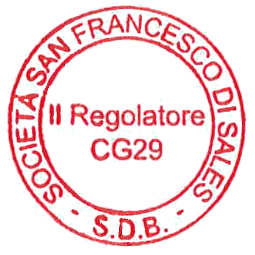 SOCIETÀ SAN FRANCESCO DI SALES
Il Regolatore
CG29
- S.D.B. -